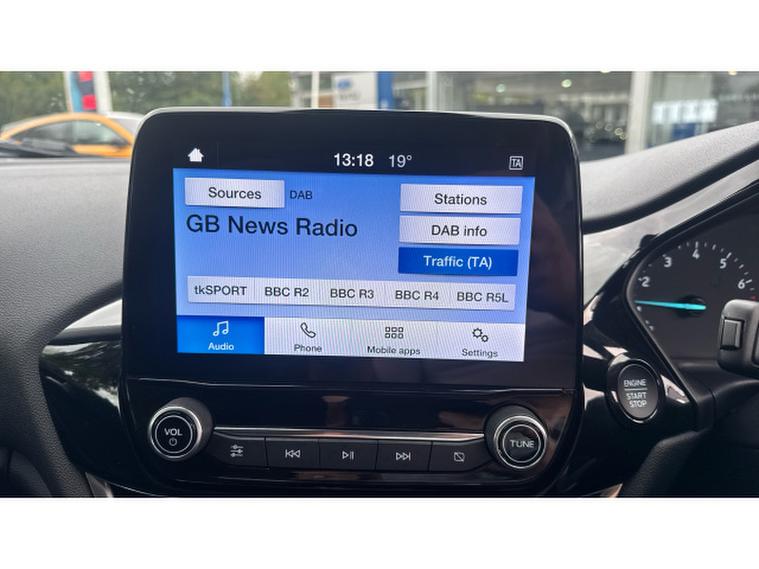 13:18 19° TA
Sources DAB Stations
GB News Radio DAB info
Traffic (TA)
tkSPORT BBC R2 BBC R3 BBC R4 BBC R5L
Audio Phone Mobile apps Settings
VOL TUNE
ENGINE
START
STOP
2 3 4 5 6